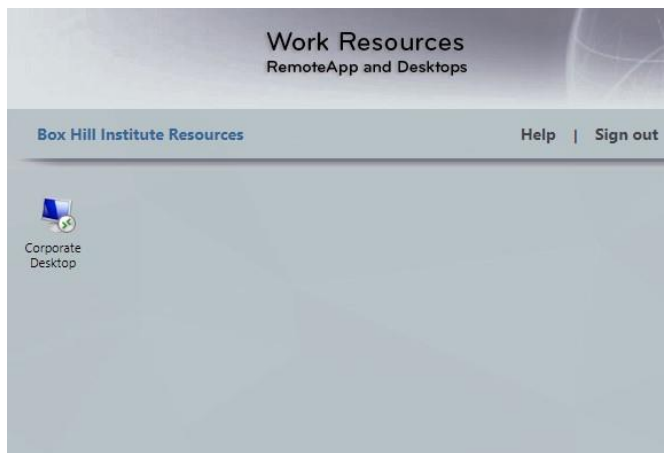 Work Resources
RemoteApp and Desktops
Box Hill Institute Resources
Help | Sign out
Corporate
Desktop